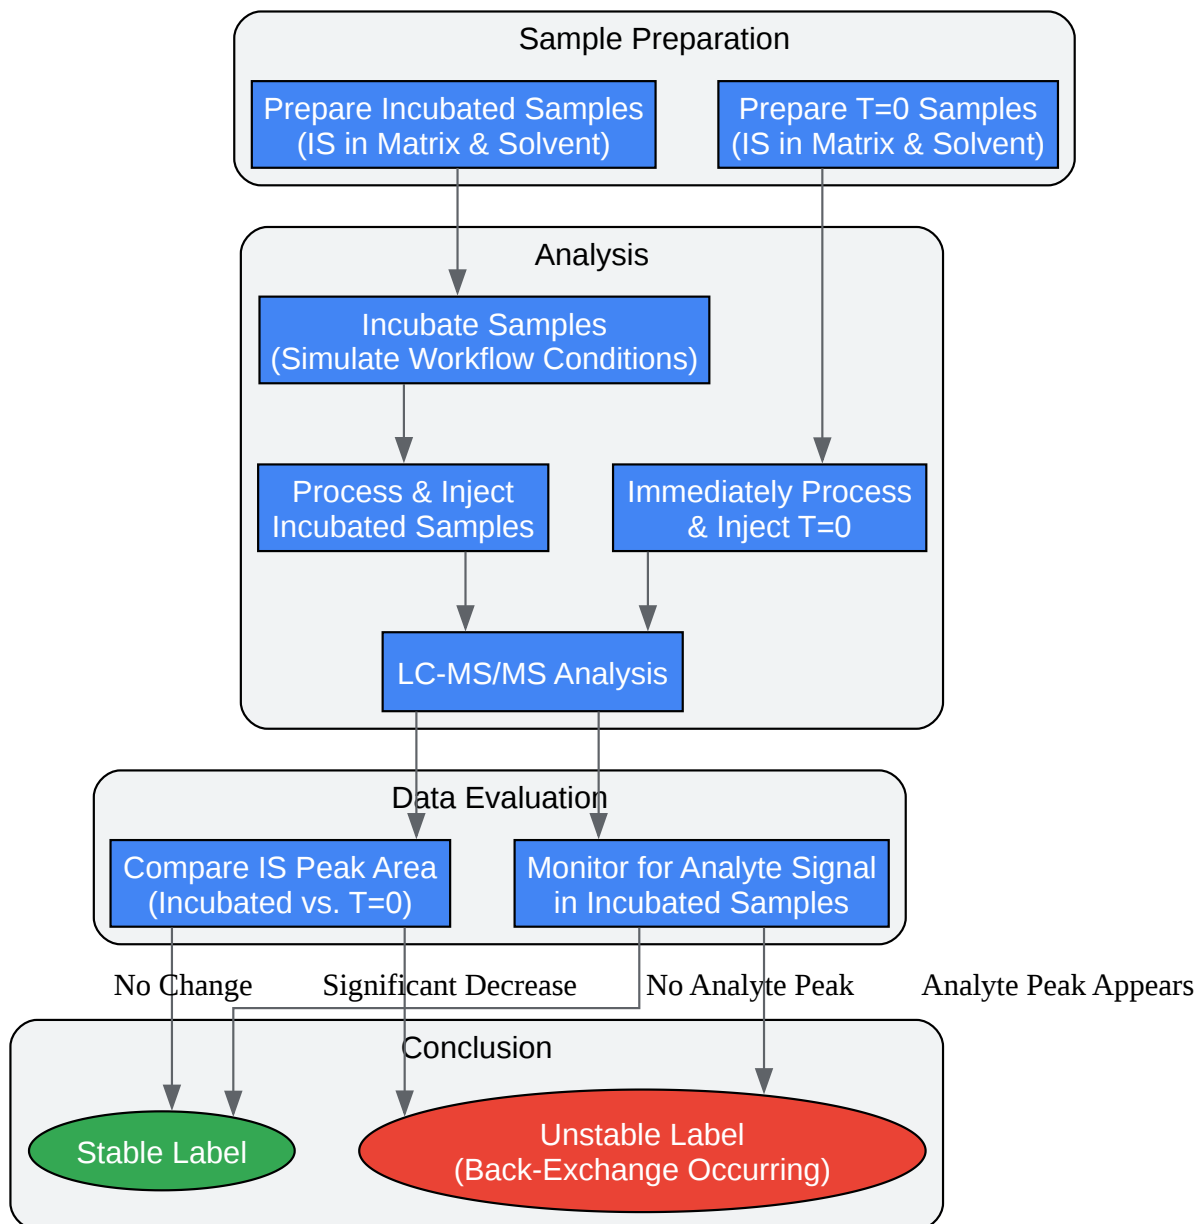 Sample Preparation
Prepare Incubated Samples
(IS in Matrix & Solvent)
Prepare T=0 Samples
(IS in Matrix & Solvent)
Analysis
Incubate Samples
(Simulate Workflow Conditions)
Process & Inject
Incubated Samples
Immediately Process
& Inject T=0
LC-MS/MS Analysis
Data Evaluation
Compare IS Peak Area
(Incubated vs. T=0)
Monitor for Analyte Signal
in Incubated Samples
No Change
Significant Decrease
No Analyte Peak
Analyte Peak Appears
Conclusion
Stable Label
Unstable Label
(Back-Exchange Occurring)